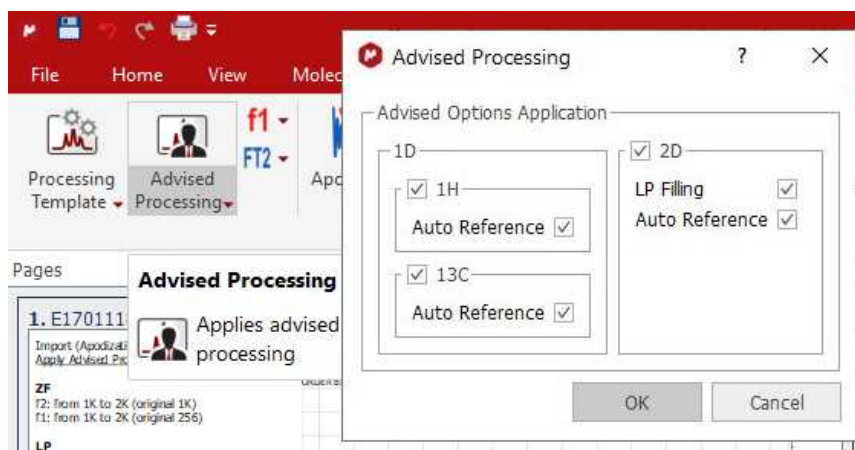 Advised Processing
?
File Home View Molec
Advised Options Application
1D
1H
Auto Reference
13C
Auto Reference
2D
LP Filling
Auto Reference
OK
Cancel
Processing
Template
Advised
Processing
f1
FT2
Apo
Pages
Advised Processing
Applies advised
processing
1. E170111
Import (Apodizati
Apply Advised Pro
ZF
f2: from 1K to 2K (original 1K)
f1: from 1K to 2K (original 256)
LP